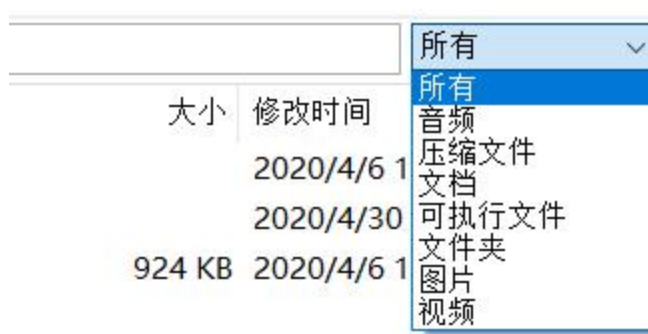 所有
所有
大小 修改时间
音频
压缩文件
2020/4/6 1
文档
2020/4/30
可执行文件
文件夹
924 KB 2020/4/6 1
图片
视频